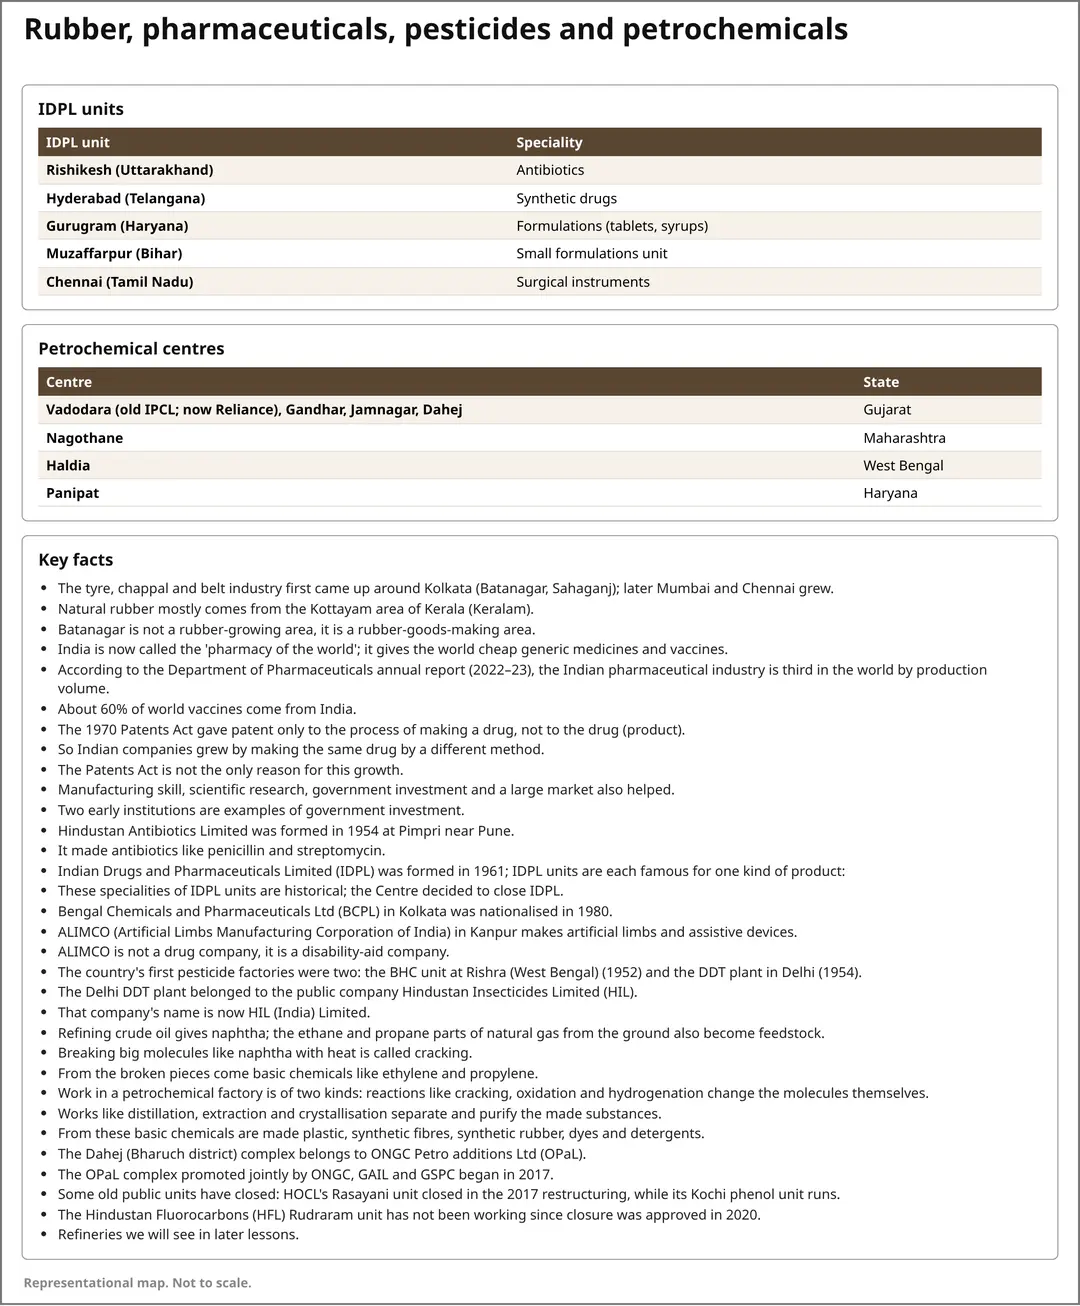 Rubber, pharmaceuticals, pesticides and petrochemicals
IDPL units
IDPL unit Speciality
Rishikesh (Uttarakhand) Antibiotics
Hyderabad (Telangana) Synthetic drugs
Gurugram (Haryana) Formulations (tablets, syrups)
Muzaffarpur (Bihar) Small formulations unit
Chennai (Tamil Nadu) Surgical instruments
Petrochemical centres
Centre State
Vadodara (old IPCL; now Reliance), Gandhar, Jamnagar, Dahej Gujarat
Nagothane Maharashtra
Haldia West Bengal
Panipat Haryana
Key facts
• The tyre, chappal and belt industry first came up around Kolkata (Batanagar, Sahaganj); later Mumbai and Chennai grew.
• Natural rubber mostly comes from the Kottayam area of Kerala (Keralam).
• Batanagar is not a rubber-growing area, it is a rubber-goods-making area.
• India is now called the 'pharmacy of the world'; it gives the world cheap generic medicines and vaccines.
• According to the Department of Pharmaceuticals annual report (2022–23), the Indian pharmaceutical industry is third in the world by production
volume.
• About 60% of world vaccines come from India.
• The 1970 Patents Act gave patent only to the process of making a drug, not to the drug (product).
• So Indian companies grew by making the same drug by a different method.
• The Patents Act is not the only reason for this growth.
• Manufacturing skill, scientific research, government investment and a large market also helped.
• Two early institutions are examples of government investment.
• Hindustan Antibiotics Limited was formed in 1954 at Pimpri near Pune.
• It made antibiotics like penicillin and streptomycin.
• Indian Drugs and Pharmaceuticals Limited (IDPL) was formed in 1961; IDPL units are each famous for one kind of product:
• These specialities of IDPL units are historical; the Centre decided to close IDPL.
• Bengal Chemicals and Pharmaceuticals Ltd (BCPL) in Kolkata was nationalised in 1980.
• ALIMCO (Artificial Limbs Manufacturing Corporation of India) in Kanpur makes artificial limbs and assistive devices.
• ALIMCO is not a drug company, it is a disability-aid company.
• The country's first pesticide factories were two: the BHC unit at Rishra (West Bengal) (1952) and the DDT plant in Delhi (1954).
• The Delhi DDT plant belonged to the public company Hindustan Insecticides Limited (HIL).
• That company's name is now HIL (India) Limited.
• Refining crude oil gives naphtha; the ethane and propane parts of natural gas from the ground also become feedstock.
• Breaking big molecules like naphtha with heat is called cracking.
• From the broken pieces come basic chemicals like ethylene and propylene.
• Work in a petrochemical factory is of two kinds: reactions like cracking, oxidation and hydrogenation change the molecules themselves.
• Works like distillation, extraction and crystallisation separate and purify the made substances.
• From these basic chemicals are made plastic, synthetic fibres, synthetic rubber, dyes and detergents.
• The Dahej (Bharuch district) complex belongs to ONGC Petro additions Ltd (OPaL).
• The OPaL complex promoted jointly by ONGC, GAIL and GSPC began in 2017.
• Some old public units have closed: HOCL's Rasayani unit closed in the 2017 restructuring, while its Kochi phenol unit runs.
• The Hindustan Fluorocarbons (HFL) Rudraram unit has not been working since closure was approved in 2020.
• Refineries we will see in later lessons.
Representational map. Not to scale.